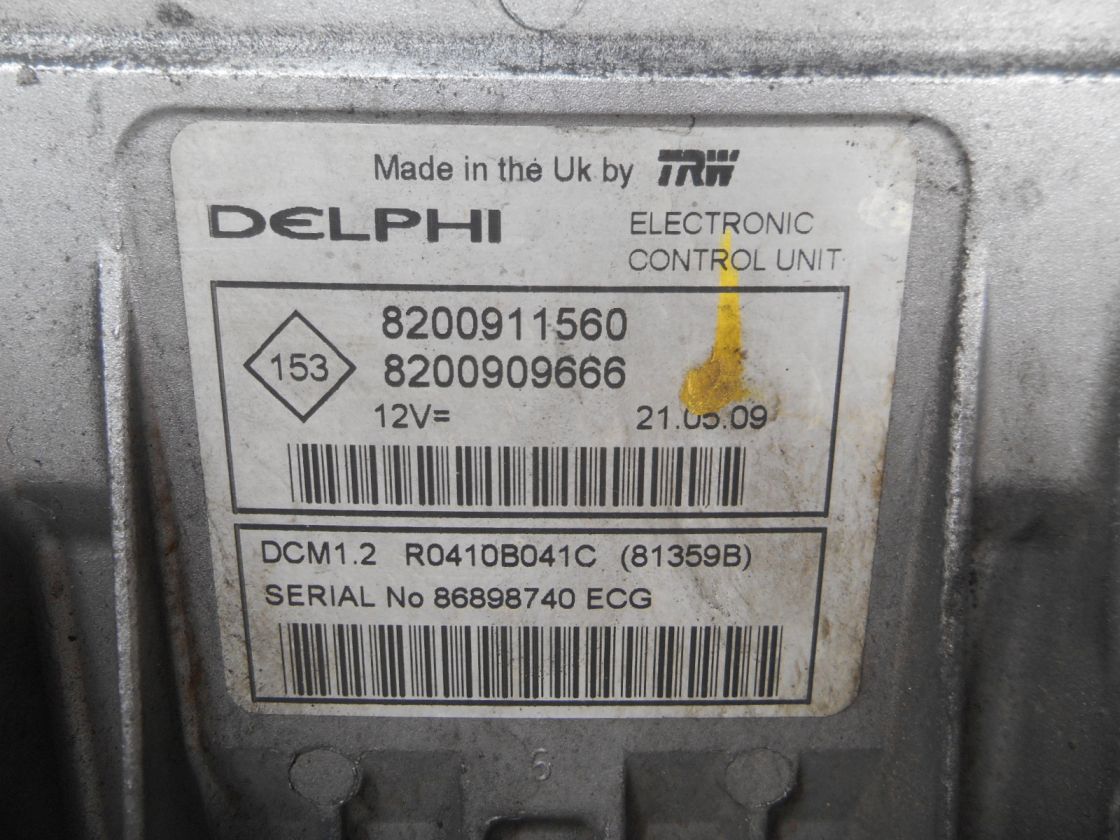 Made in the Uk by TRW
DELPHI
ELECTRONIC
CONTROL UNIT
153
8200911560
8200909666
12V=
21.05.09
DCM1.2 R0410B041C (81359B)
SERIAL No 86898740 ECG
5